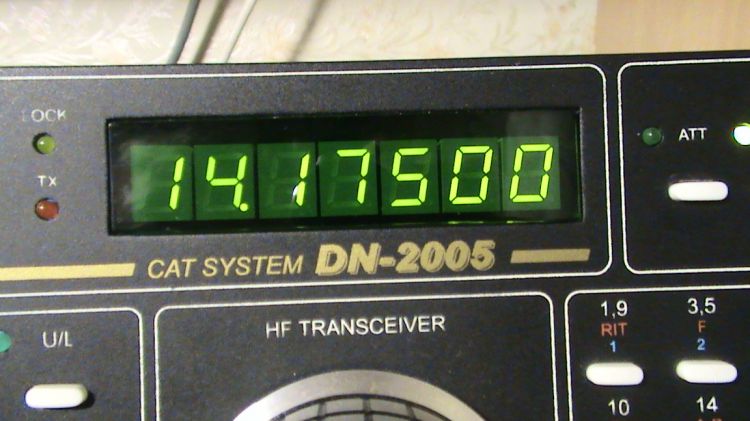 LOCK
TX
14.17500
ATT
CAT SYSTEM DN-2005
U/L
HF TRANSCEIVER
1,9 3,5
RIT F
1 2
10 14